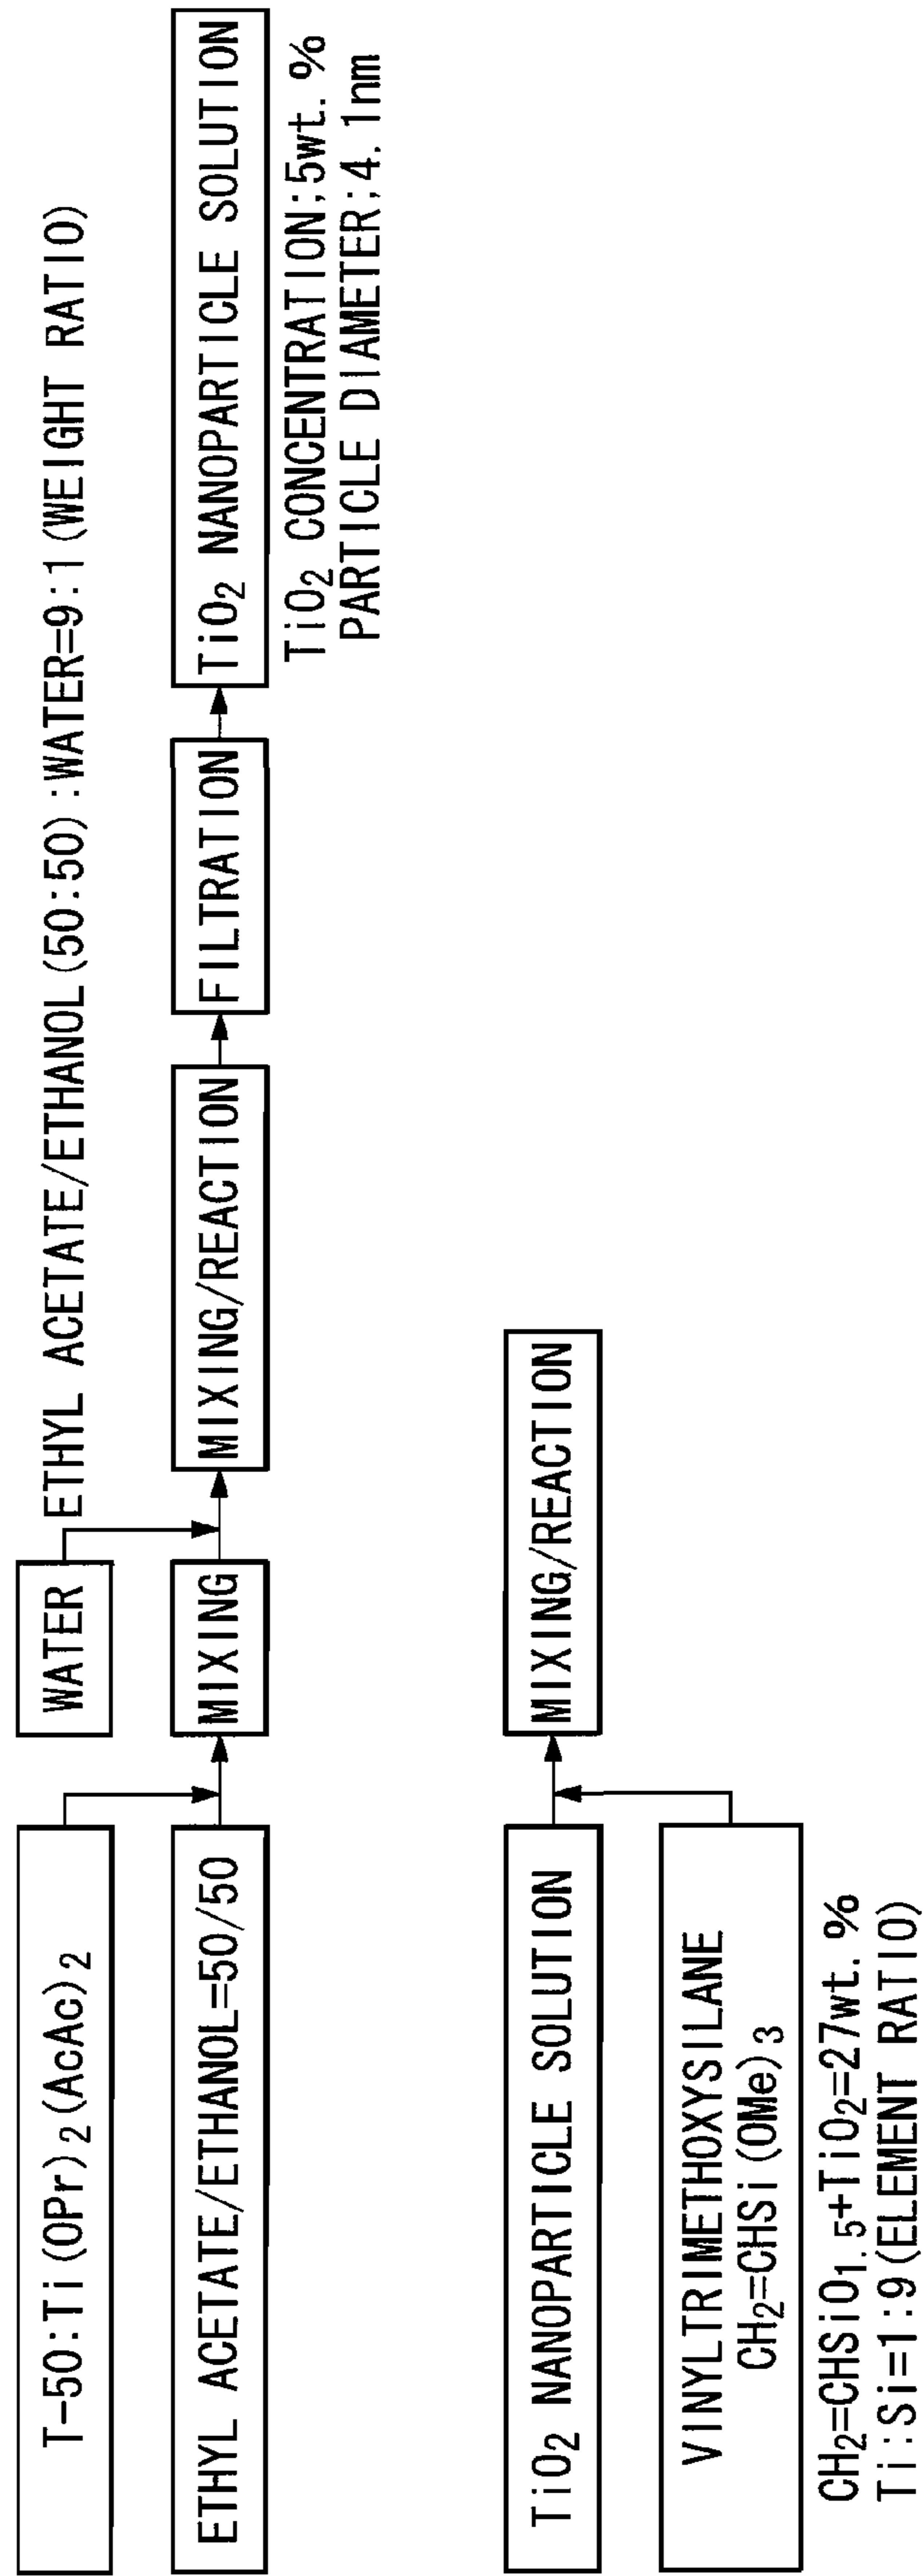 T-50:Ti(OPr)2(AcAc)2
WATER
ETHYL ACETATE/ETHANOL(50:50):WATER=9:1(WEIGHT RATIO)
ETHYL ACETATE/ETHANOL=50/50
MIXING
MIXING/REACTION
FILTRATION
TiO2 NANOPARTICLE SOLUTION
TiO2 CONCENTRATION;5wt. %
PARTICLE DIAMETER;4. 1nm
TiO2 NANOPARTICLE SOLUTION
MIXING/REACTION
VINYLTRIMETHOXYSILANE
CH2=CHSi(OMe)3
CH2=CHSiO1.5+TiO2=27wt. %
Ti:Si=1:9(ELEMENT RATIO)